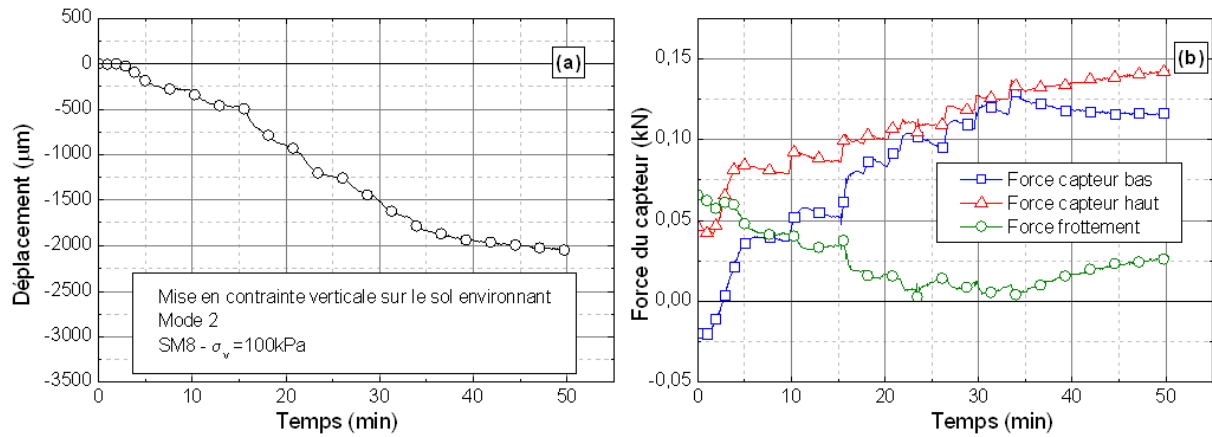 500
0
-500
-1000
-1500
-2000
-2500
-3000
-3500
Déplacement (μm)
(a)
Mise en contrainte verticale sur le sol environnant
Mode 2
SM8 - σv =100kPa
0
10
20
30
40
50
Temps (min)
0,15
0,10
0,05
0,00
-0,05
Force du capteur (kN)
(b)
Force capteur bas
Force capteur haut
Force frottement
0
10
20
30
40
50
Temps (min)